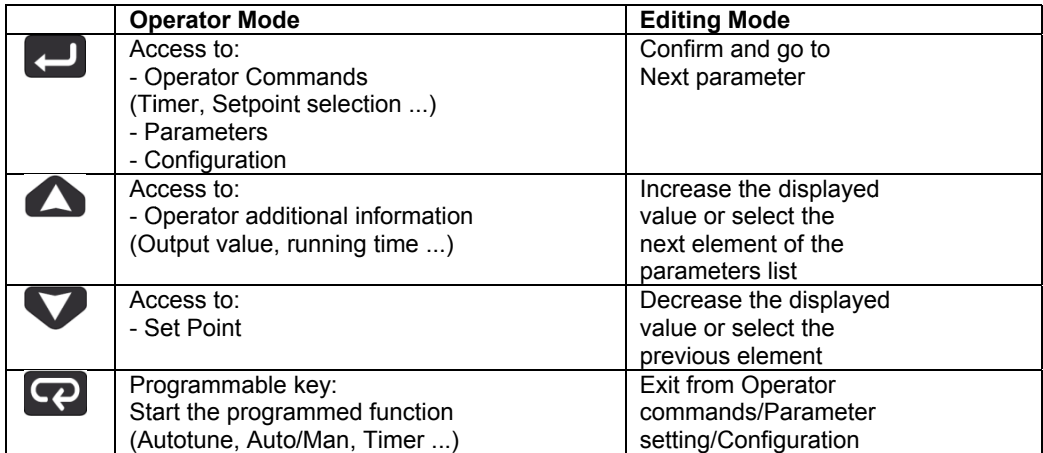 Operator Mode Editing Mode
Access to:
- Operator Commands
(Timer, Setpoint selection ...)
- Parameters
- Configuration
Confirm and go to
Next parameter
Access to:
- Operator additional information
(Output value, running time ...)
Increase the displayed
value or select the
next element of the
parameters list
Access to:
- Set Point
Decrease the displayed
value or select the
previous element
Programmable key:
Start the programmed function
(Autotune, Auto/Man, Timer ...)
Exit from Operator
commands/Parameter
setting/Configuration